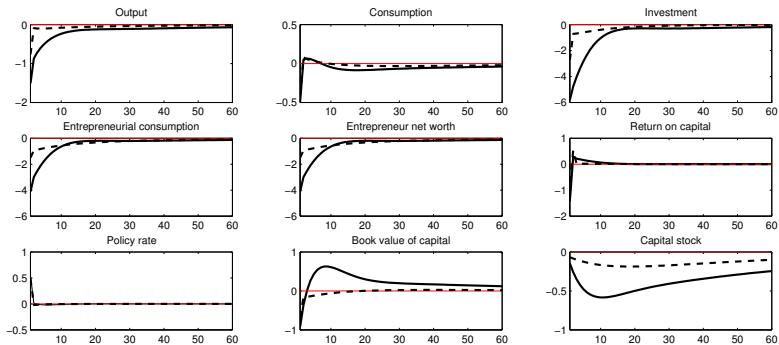 Output
0
−1
−2
10 20 30 40 50 60
Consumption
0.5
0
−0.5
10 20 30 40 50 60
Investment
0
−2
−4
−6
10 20 30 40 50 60
Entrepreneurial consumption
0
−2
−4
−6
10 20 30 40 50 60
Entrepreneur net worth
0
−2
−4
−6
10 20 30 40 50 60
Return on capital
1
0
−1
−2
10 20 30 40 50 60
Policy rate
1
0.5
0
−0.5
10 20 30 40 50 60
Book value of capital
1
0
−1
10 20 30 40 50 60
Capital stock
0
−0.5
−1
10 20 30 40 50 60